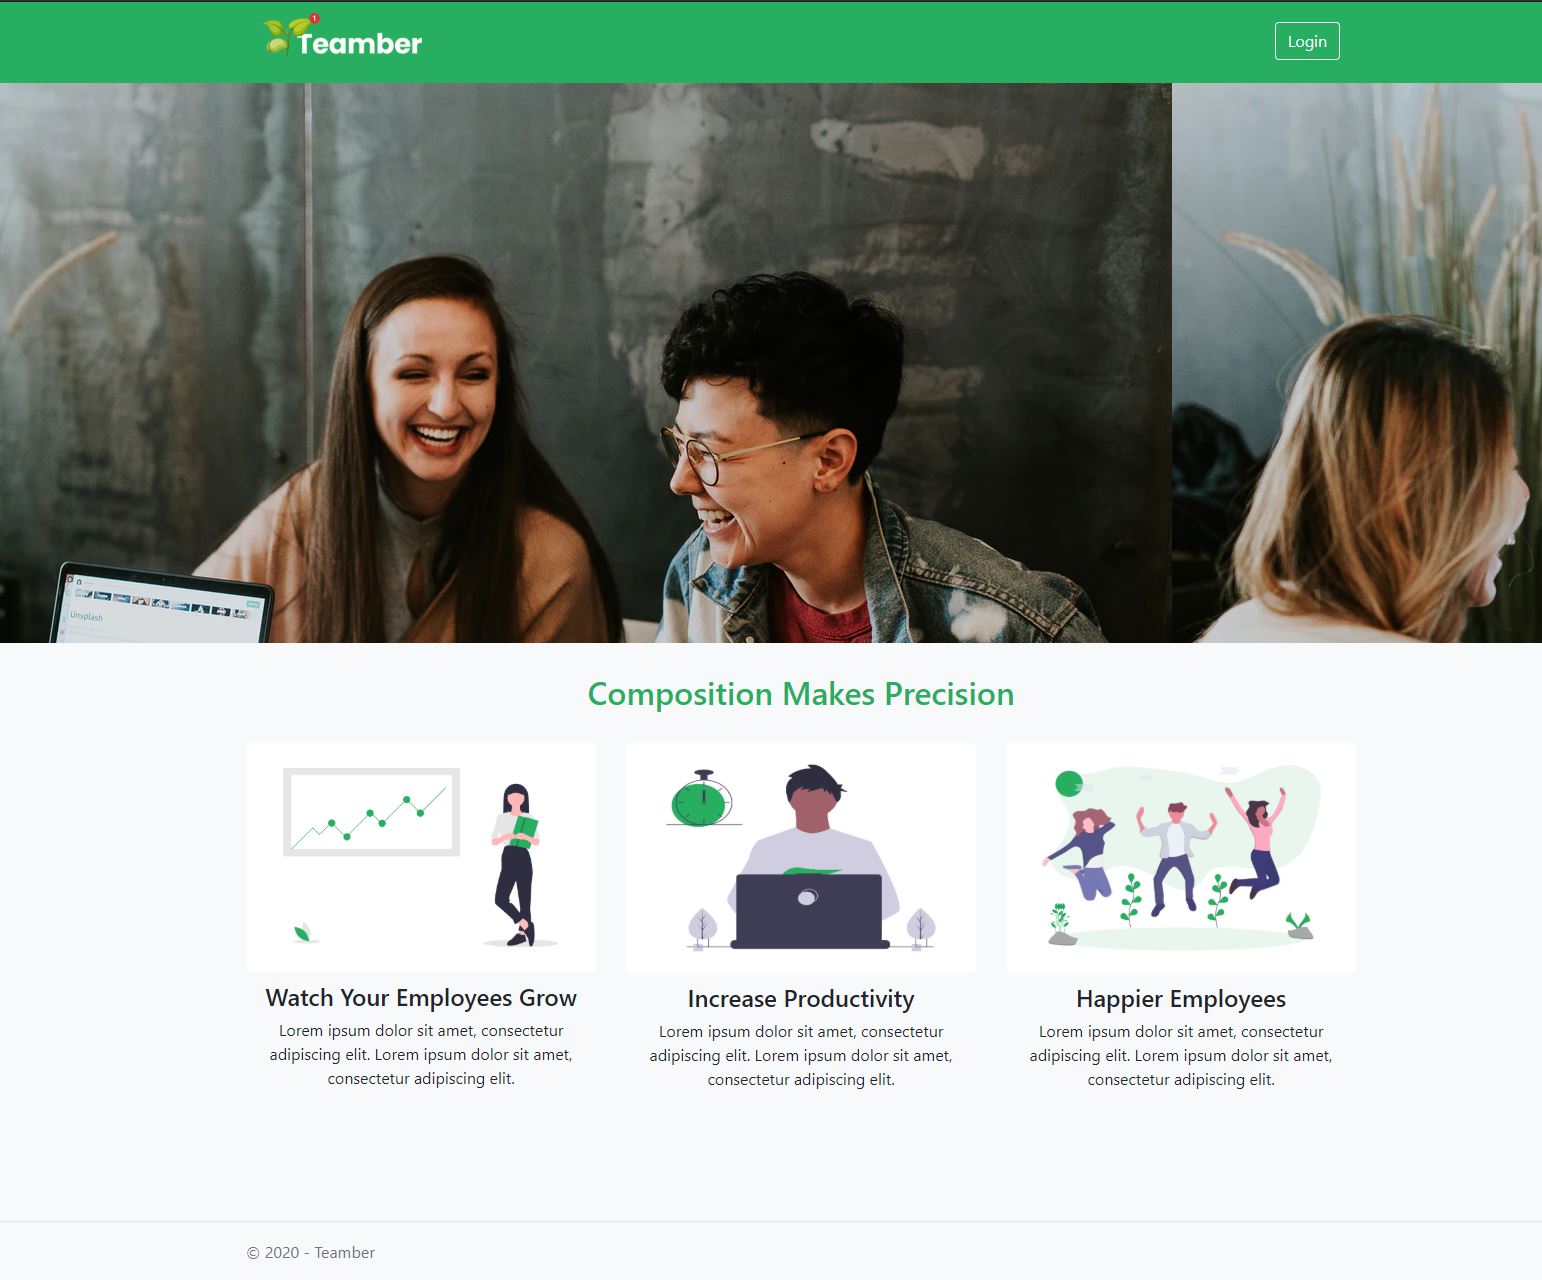 1
Teamber
Login
Unsplash
Composition Makes Precision
Watch Your Employees Grow
Lorem ipsum dolor sit amet, consectetur
adipiscing elit. Lorem ipsum dolor sit amet,
consectetur adipiscing elit.
Increase Productivity
Lorem ipsum dolor sit amet, consectetur
adipiscing elit. Lorem ipsum dolor sit amet,
consectetur adipiscing elit.
Happier Employees
Lorem ipsum dolor sit amet, consectetur
adipiscing elit. Lorem ipsum dolor sit amet,
consectetur adipiscing elit.
© 2020 - Teamber